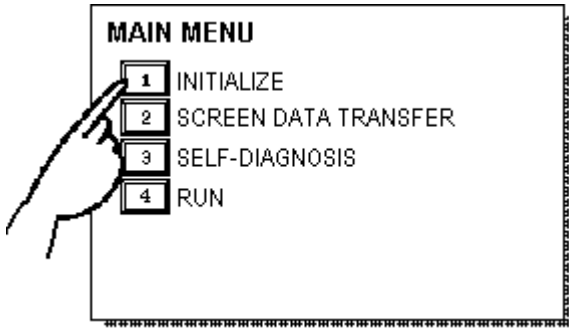 MAIN MENU
1 INITIALIZE
2 SCREEN DATA TRANSFER
3 SELF-DIAGNOSIS
4 RUN